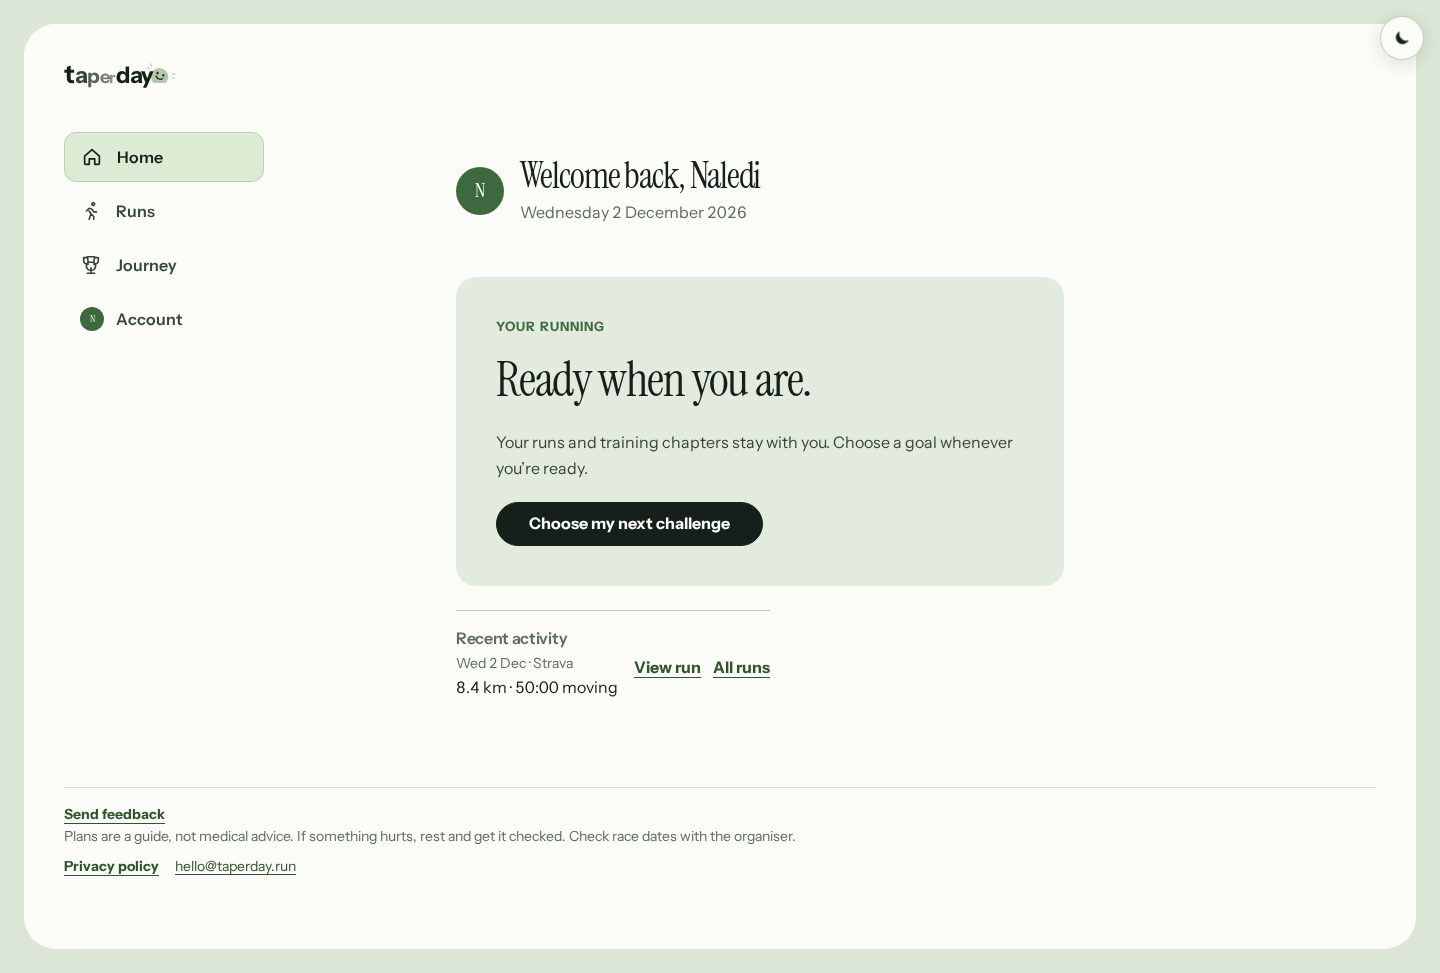 taperday
Home
Runs
Journey
N Account
N
Welcome back, Naledi
Wednesday 2 December 2026
YOUR RUNNING
Ready when you are.
Your runs and training chapters stay with you. Choose a goal whenever
you’re ready.
Choose my next challenge
Recent activity
Wed 2 Dec · Strava
8.4 km · 50:00 moving
View run All runs
Send feedback
Plans are a guide, not medical advice. If something hurts, rest and get it checked. Check race dates with the organiser.
Privacy policy hello@taperday.run